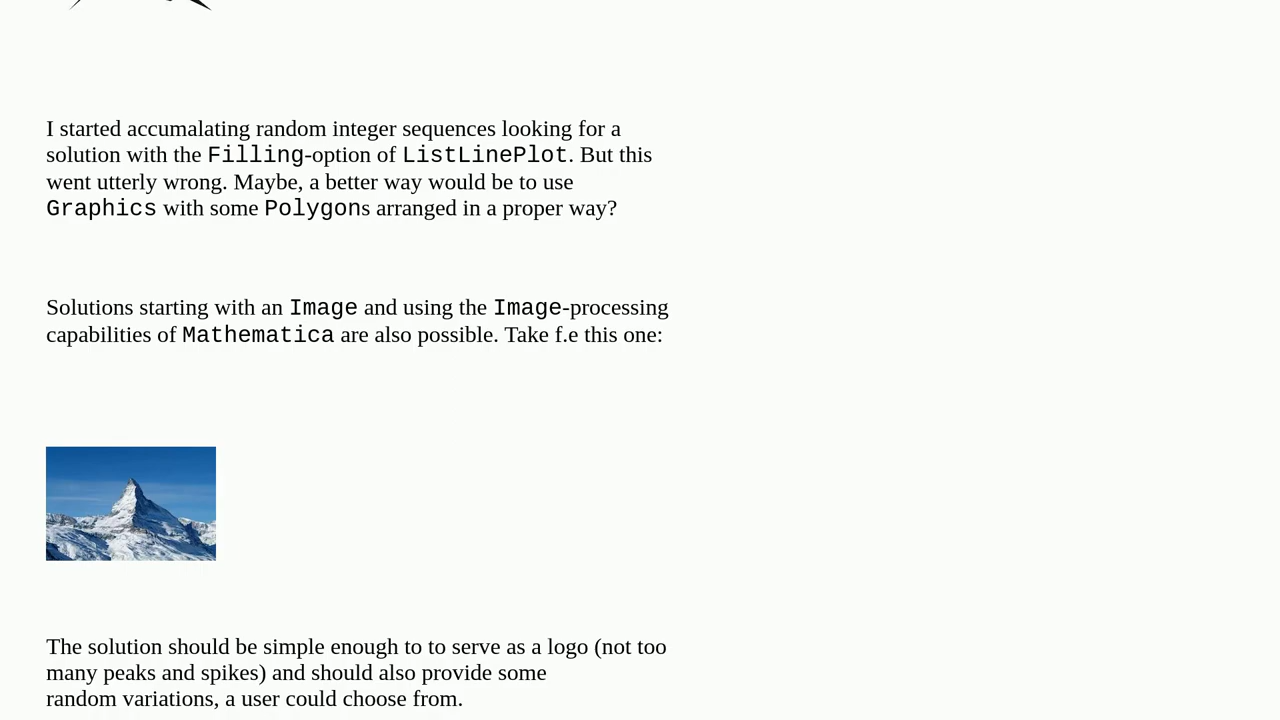 I started accumalating random integer sequences looking for a
solution with the Filling-option of ListLinePlot. But this
went utterly wrong. Maybe, a better way would be to use
Graphics with some Polygons arranged in a proper way?
Solutions starting with an Image and using the Image-processing
capabilities of Mathematica are also possible. Take f.e this one:
The solution should be simple enough to to serve as a logo (not too
many peaks and spikes) and should also provide some
random variations, a user could choose from.